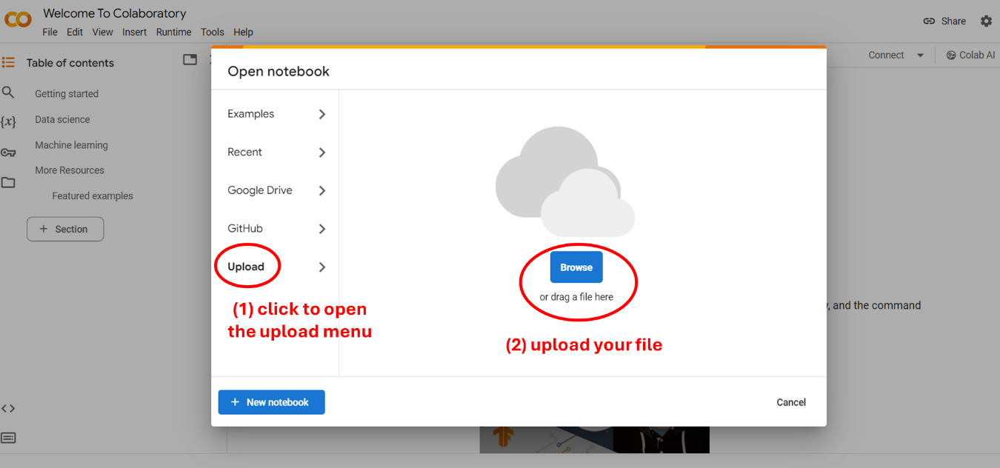 Welcome To Colaboratory
File Edit View Insert Runtime Tools Help
Share
Table of contents
Connect
Colab AI
Getting started
Data science
Machine learning
More Resources
Featured examples
+ Section
Open notebook
Examples
Recent
Google Drive
GitHub
Upload
Browse
or drag a file here
(1) click to open
the upload menu
(2) upload your file
, and the command
+ New notebook
Cancel